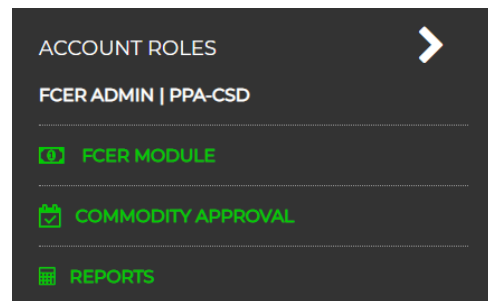 ACCOUNT ROLES
FCER ADMIN | PPA-CSD
FCER MODULE
COMMODITY APPROVAL
REPORTS